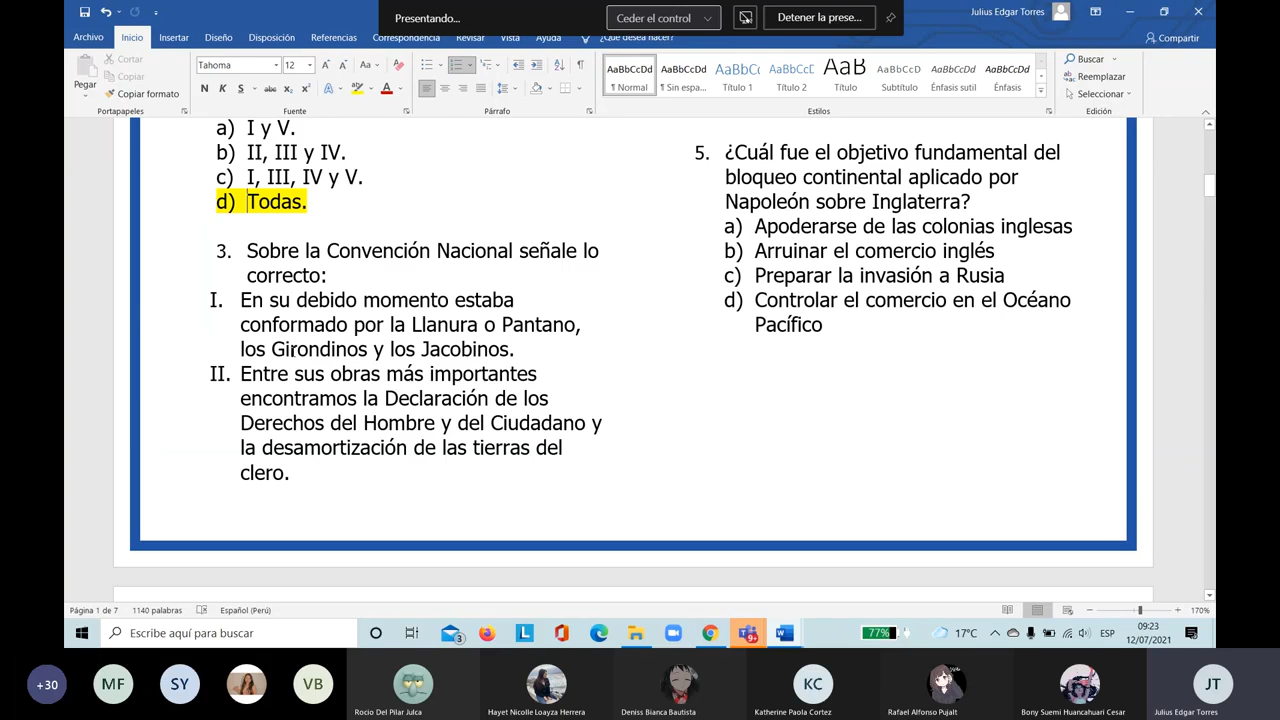 Presentando...
Ceder el control
Detener la prese...
Julius Edgar Torres
Archivo
Inicio
Insertar
Diseño
Disposición
Referencias
Correspondencia
Revisar
Vista
Ayuda
¿Qué desea hacer?
Compartir
Pegar
Cortar
Copiar
Copiar formato
Portapapeles
Tahoma
12
Aa
N K S abc x₂ x²
Fuente
Párrafo
AaBbCcDd
¶ Normal
AaBbCcDd
¶ Sin espa...
AaBbCc
Título 1
AaBbCcC
Título 2
AaB
Título
AaBbCcD
Subtítulo
AaBbCcDd
Énfasis sutil
AaBbCcDd
Énfasis
Estilos
Buscar
Reemplazar
Seleccionar
Edición
a) I y V.
b) II, III y IV.
c) I, III, IV y V.
d) Todas.
3. Sobre la Convención Nacional señale lo
correcto:
I. En su debido momento estaba
conformado por la Llanura o Pantano,
los Girondinos y los Jacobinos.
II. Entre sus obras más importantes
encontramos la Declaración de los
Derechos del Hombre y del Ciudadano y
la desamortización de las tierras del
clero.
5. ¿Cuál fue el objetivo fundamental del
bloqueo continental aplicado por
Napoleón sobre Inglaterra?
a) Apoderarse de las colonias inglesas
b) Arruinar el comercio inglés
c) Preparar la invasión a Rusia
d) Controlar el comercio en el Océano
Pacífico
Página 1 de 7
1140 palabras
Español (Perú)
170%
Escribe aquí para buscar
3
L
9+
77%
17°C
ESP
09:23
12/07/2021
+30
MF
SY
VB
Rocio Del Pilar Julca
Hayet Nicolle Loayza Herrera
Deniss Bianca Bautista
KC
Katherine Paola Cortez
Rafael Alfonso Pujalt
Bony Suemi Huancahuari Cesar
JT
Julius Edgar Torres